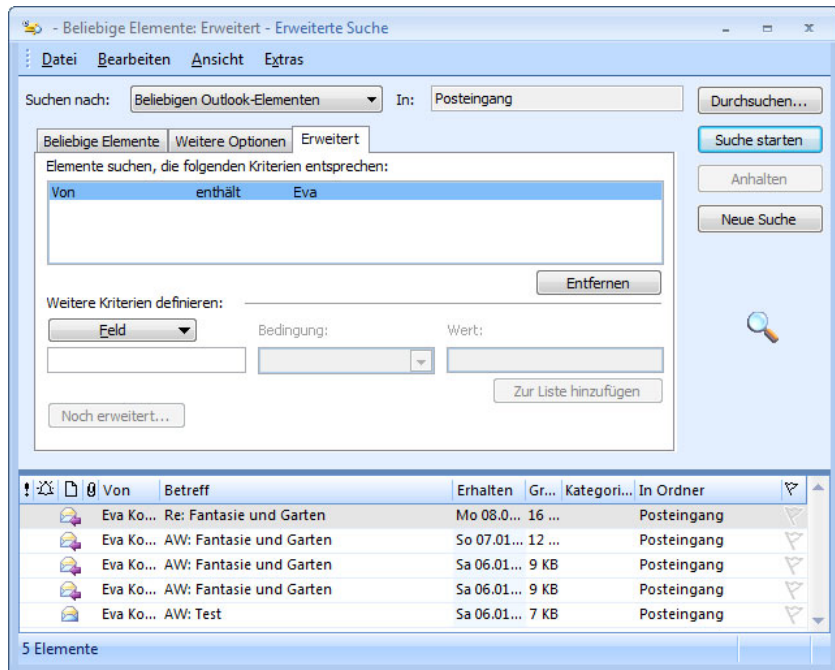 - Beliebige Elemente: Erweitert - Erweiterte Suche
Datei Bearbeiten Ansicht Extras
Suchen nach: Beliebigen Outlook-Elementen In: Posteingang Durchsuchen...
Beliebige Elemente Weitere Optionen Erweitert Suche starten
Elemente suchen, die folgenden Kriterien entsprechen:
Anhalten
Von enthält Eva
Neue Suche
Entfernen
Weitere Kriterien definieren:
Feld Bedingung: Wert:
Zur Liste hinzufügen
Noch erweitert...
Von Betreff Erhalten Gr... Kategori... In Ordner
Eva Ko... Re: Fantasie und Garten Mo 08.0... 16 ... Posteingang
Eva Ko... AW: Fantasie und Garten So 07.01... 12 ... Posteingang
Eva Ko... AW: Fantasie und Garten Sa 06.01... 9 KB Posteingang
Eva Ko... AW: Fantasie und Garten Sa 06.01... 9 KB Posteingang
Eva Ko... AW: Test Sa 06.01... 7 KB Posteingang
5 Elemente